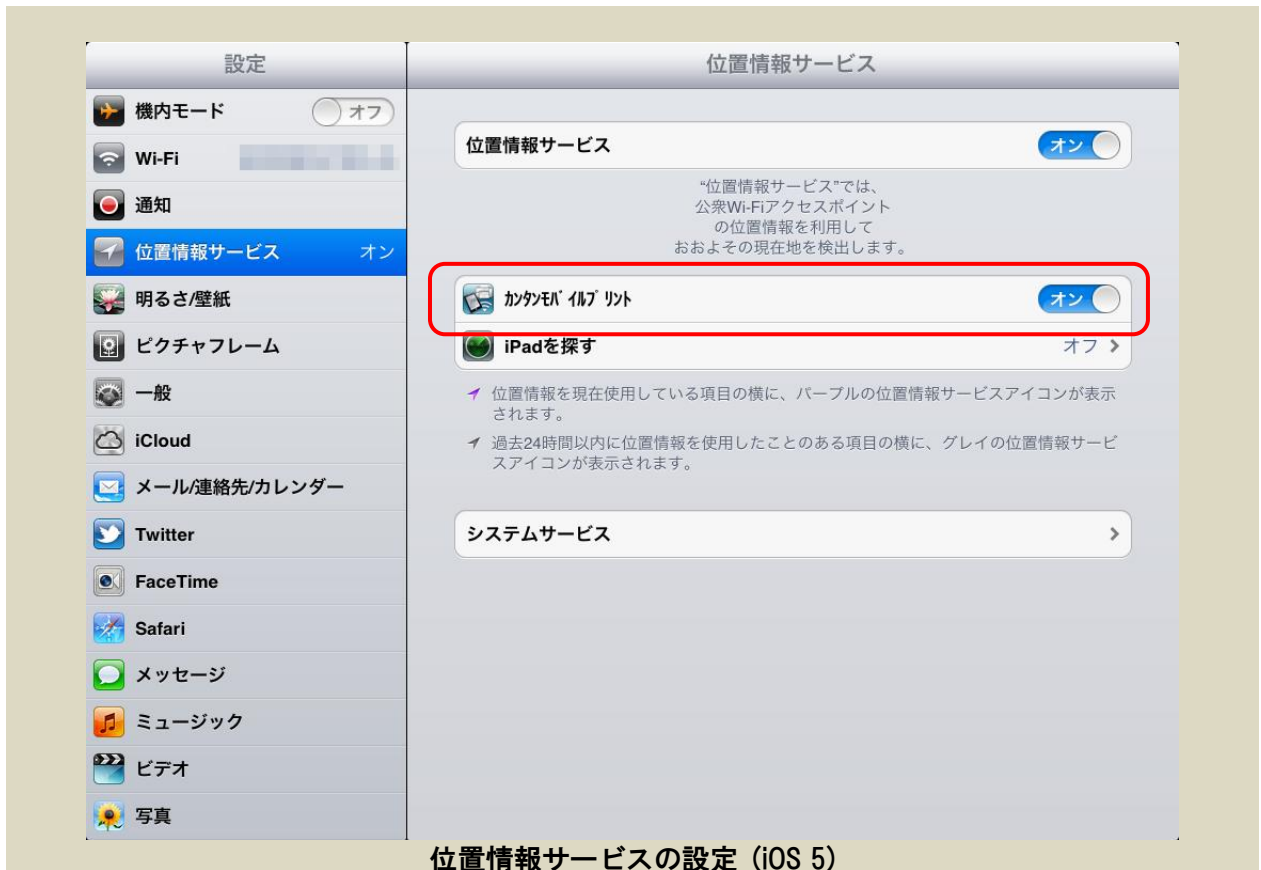 設定
機内モード オフ
Wi-Fi
通知
位置情報サービス オン
明るさ/壁紙
ピクチャフレーム
一般
iCloud
メール/連絡先/カレンダー
Twitter
FaceTime
Safari
メッセージ
ミュージック
ビデオ
写真
位置情報サービス
位置情報サービス オン
“位置情報サービス”では、
公衆Wi-Fiアクセスポイント
の位置情報を利用して
おおよその現在地を検出します。
ｶﾝﾀﾝﾓﾊﾞｲﾙﾌﾟﾘﾝﾄ オン
iPadを探す オフ
位置情報を現在使用している項目の横に、パープルの位置情報サービスアイコンが表示
されます。
過去24時間以内に位置情報を使用したことのある項目の横に、グレイの位置情報サービ
スアイコンが表示されます。
システムサービス
位置情報サービスの設定（iOS 5）